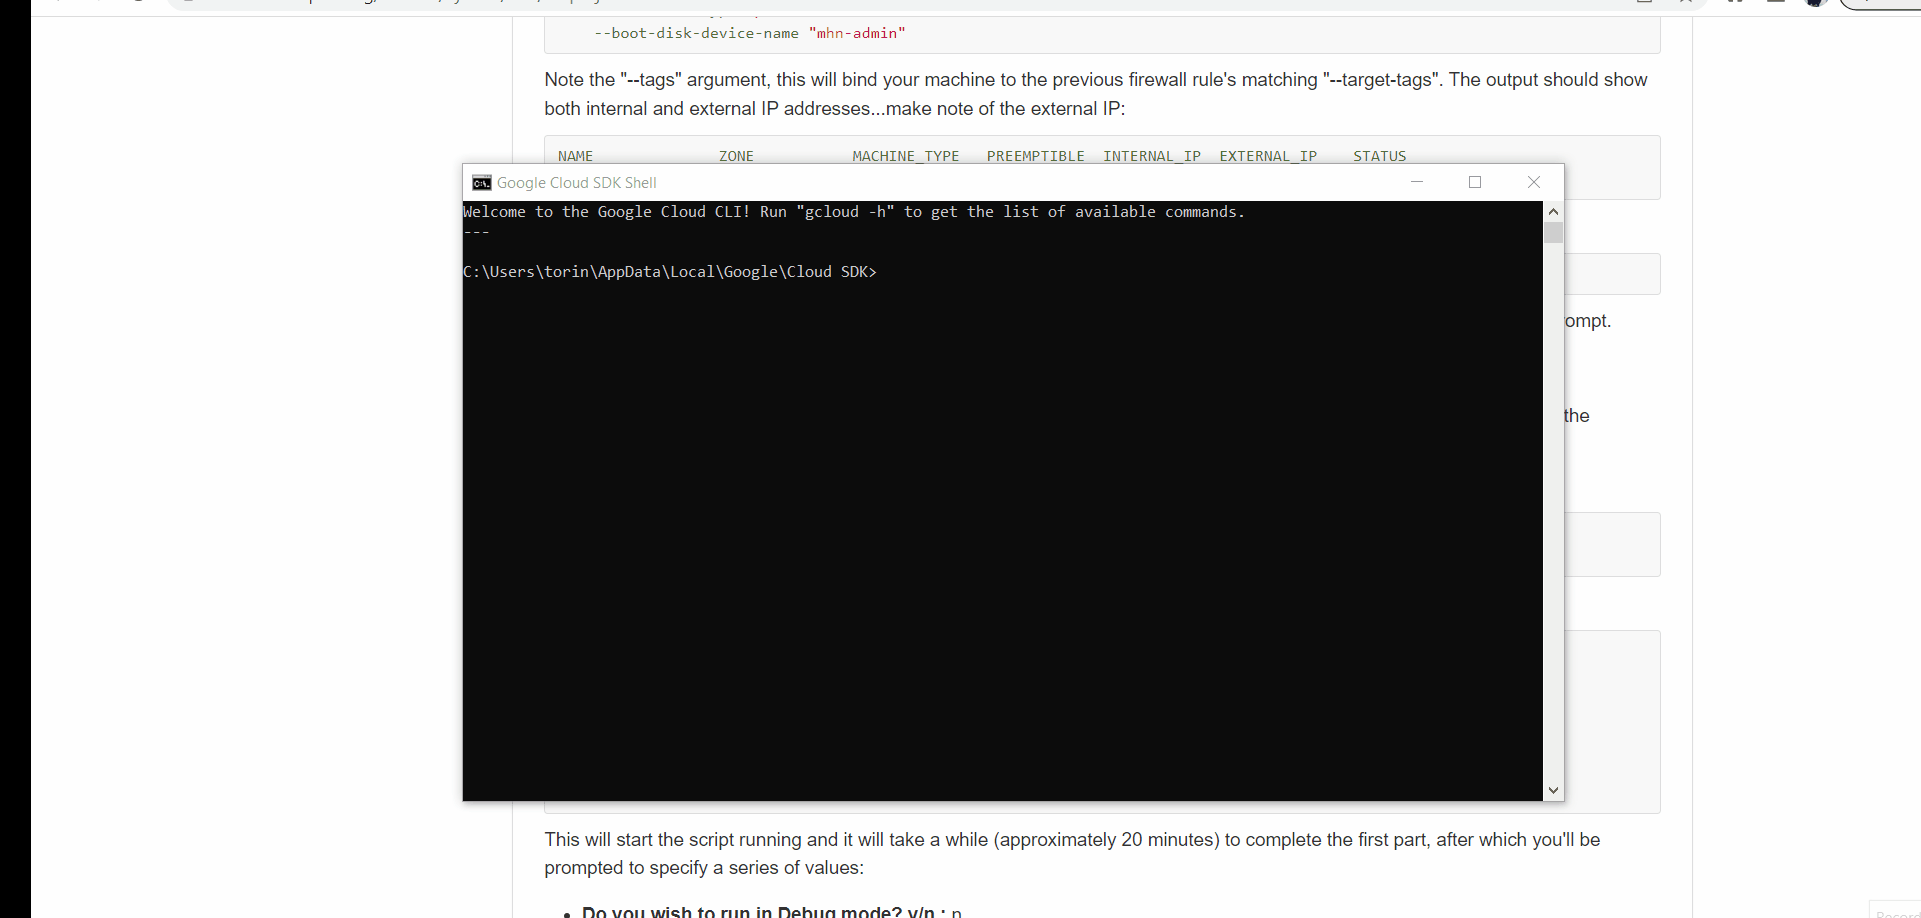 --boot-disk-device-name "mhn-admin"
Note the "--tags" argument, this will bind your machine to the previous firewall rule's matching "--target-tags". The output should show
both internal and external IP addresses...make note of the external IP:
NAME ZONE MACHINE_TYPE PREEMPTIBLE INTERNAL_IP EXTERNAL_IP STATUS
Google Cloud SDK Shell
Welcome to the Google Cloud CLI! Run "gcloud -h" to get the list of available commands.
---
C:\Users\torin\AppData\Local\Google\Cloud SDK>
ompt.
the
This will start the script running and it will take a while (approximately 20 minutes) to complete the first part, after which you'll be
prompted to specify a series of values:
• Do you wish to run in Debug mode? y/n : n